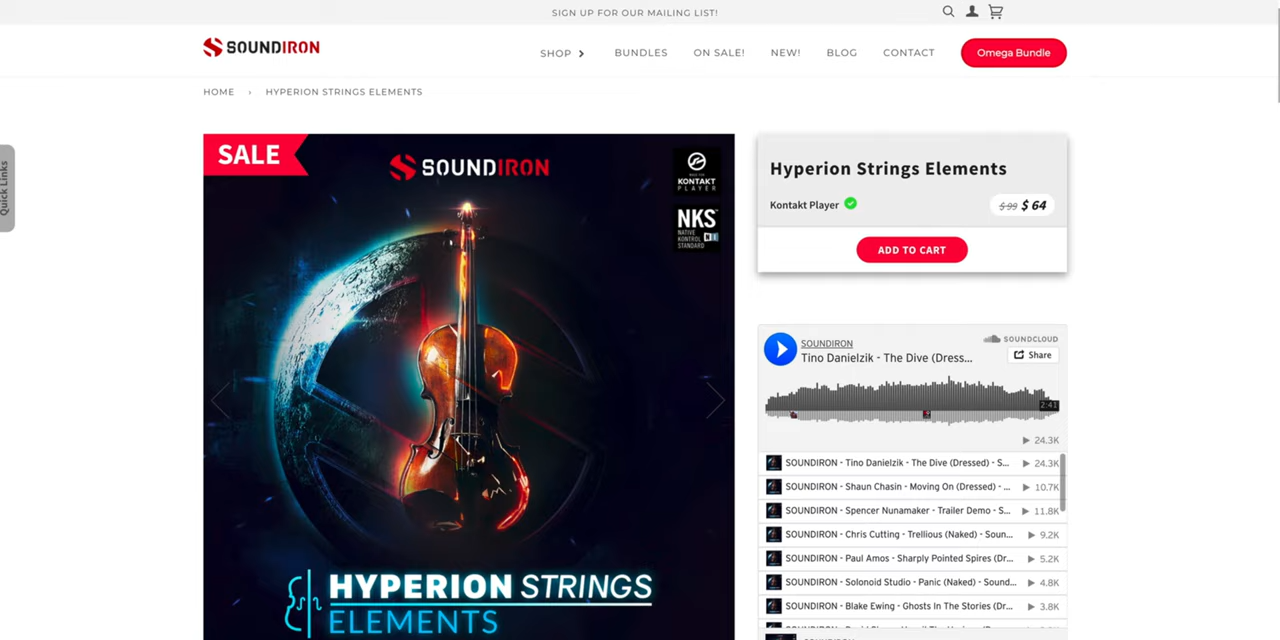 SIGN UP FOR OUR MAILING LIST!
SOUNDIRON
SHOP
BUNDLES
ON SALE!
NEW!
BLOG
CONTACT
Omega Bundle
HOME › HYPERION STRINGS ELEMENTS
Quick Links
SALE
SOUNDIRON
MADE FOR
KONTAKT
PLAYER
NKS
NATIVE
KONTROL
STANDARD
HYPERION STRINGS
ELEMENTS
Hyperion Strings Elements
Kontakt Player
$ 99 $ 64
ADD TO CART
SOUNDIRON
SOUNDCLOUD
Tino Danielzik - The Dive (Dress...
Share
2:41
24.3K
SOUNDIRON - Tino Danielzik - The Dive (Dressed) - S... 24.3K
SOUNDIRON - Shaun Chasin - Moving On (Dressed) - ... 10.7K
SOUNDIRON - Spencer Nunamaker - Trailer Demo - S... 11.8K
SOUNDIRON - Chris Cutting - Trellious (Naked) - Soun... 9.2K
SOUNDIRON - Paul Amos - Sharply Pointed Spires (Dr... 5.2K
SOUNDIRON - Solonoid Studio - Panic (Naked) - Sound... 4.8K
SOUNDIRON - Blake Ewing - Ghosts In The Stories (Dr... 3.8K